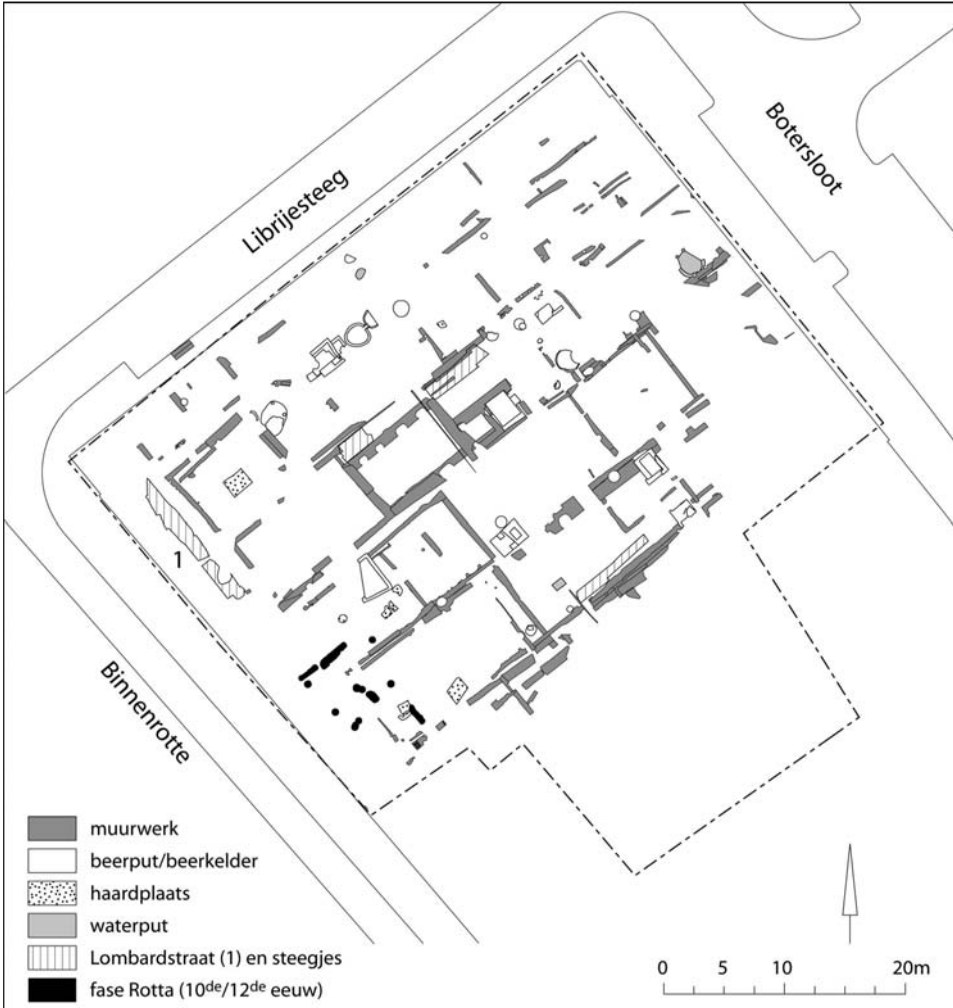 Librijesteeg
Botersloot
1
Binnenrotte
muurwerk
beerput/beerkelder
haardplaats
waterput
Lombardstraat (1) en steegjes
fase Rotta (10de/12de eeuw)
0 5 10 20m